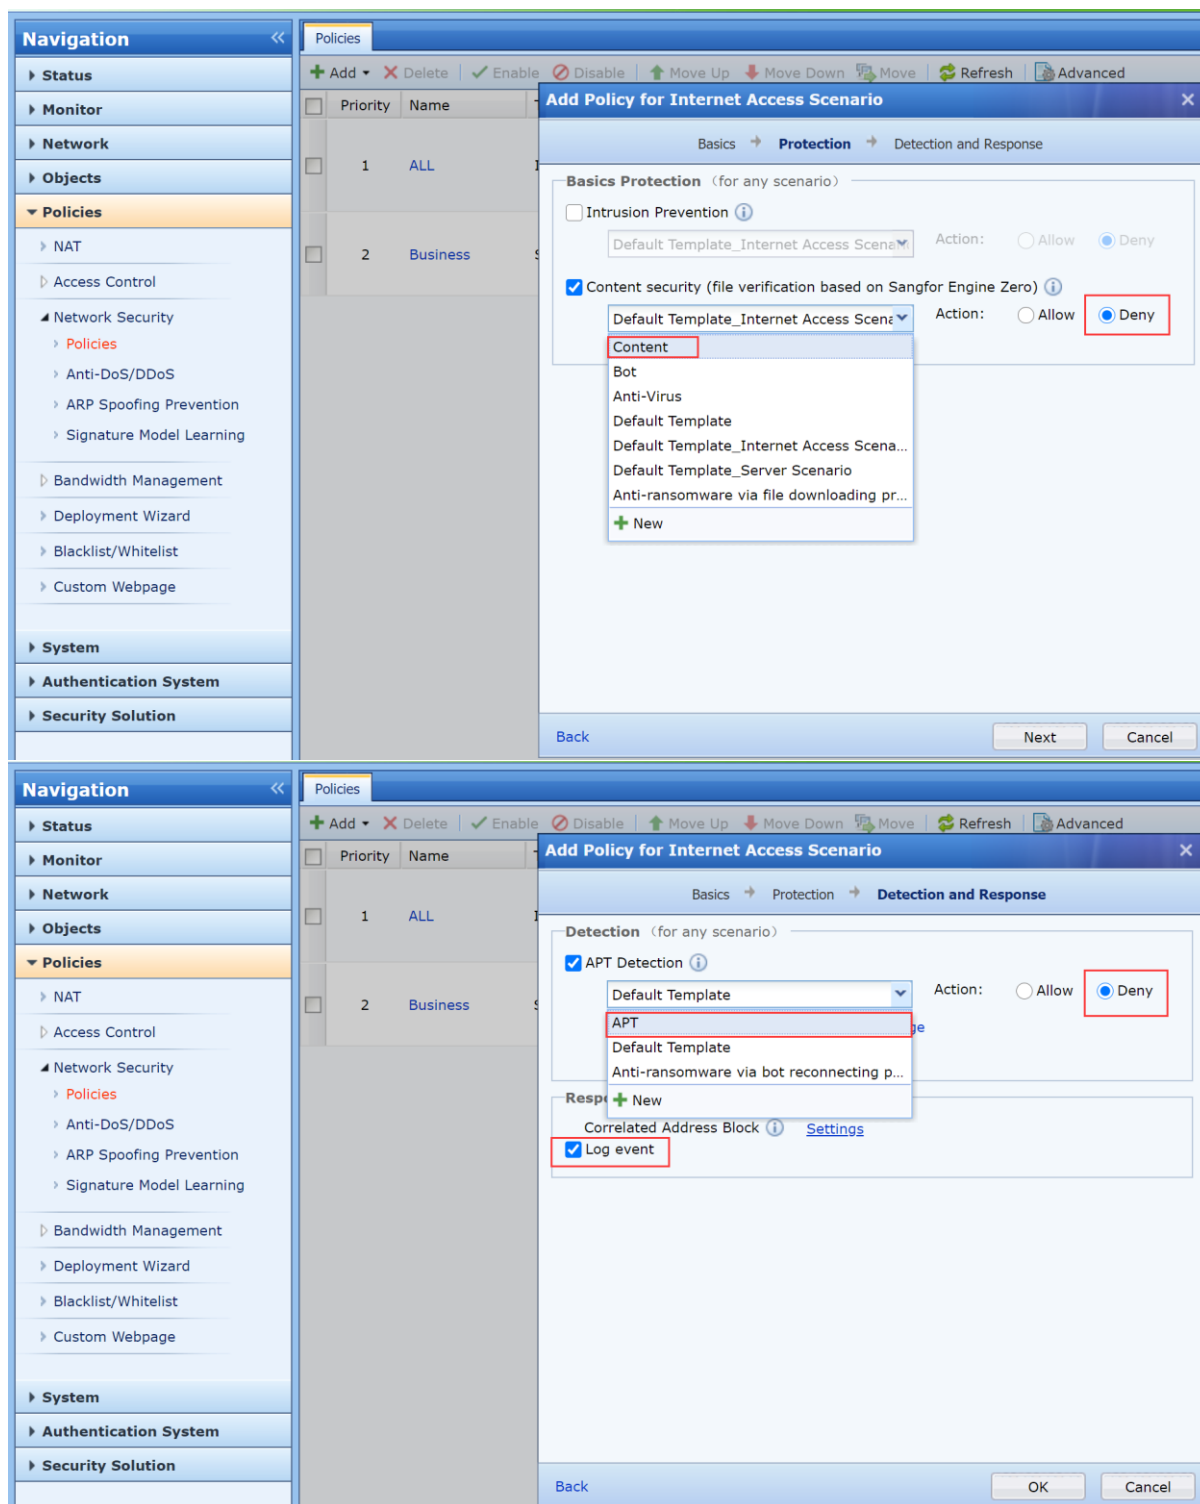 Navigation
Status
Monitor
Network
Objects
Policies
NAT
Access Control
Network Security
Policies
Anti-DoS/DDoS
ARP Spoofing Prevention
Signature Model Learning
Bandwidth Management
Deployment Wizard
Blacklist/Whitelist
Custom Webpage
System
Authentication System
Security Solution
Policies
Add Delete Enable Disable Move Up Move Down Move Refresh Advanced
Priority Name
1 ALL
2 Business
Add Policy for Internet Access Scenario
Basics Protection Detection and Response
Basics Protection (for any scenario)
Intrusion Prevention
Default Template_Internet Access Scena Action: Allow Deny
Content security (file verification based on Sangfor Engine Zero)
Default Template_Internet Access Scena Action: Allow Deny
Content
Bot
Anti-Virus
Default Template
Default Template_Internet Access Scena...
Default Template_Server Scenario
Anti-ransomware via file downloading pr...
New
Back Next Cancel
Navigation
Status
Monitor
Network
Objects
Policies
NAT
Access Control
Network Security
Policies
Anti-DoS/DDoS
ARP Spoofing Prevention
Signature Model Learning
Bandwidth Management
Deployment Wizard
Blacklist/Whitelist
Custom Webpage
System
Authentication System
Security Solution
Policies
Add Delete Enable Disable Move Up Move Down Move Refresh Advanced
Priority Name
1 ALL
2 Business
Add Policy for Internet Access Scenario
Basics Protection Detection and Response
Detection (for any scenario)
APT Detection
Default Template Action: Allow Deny
APT
Default Template
Anti-ransomware via bot reconnecting p...
New
Correlated Address Block Settings
Log event
Back OK Cancel